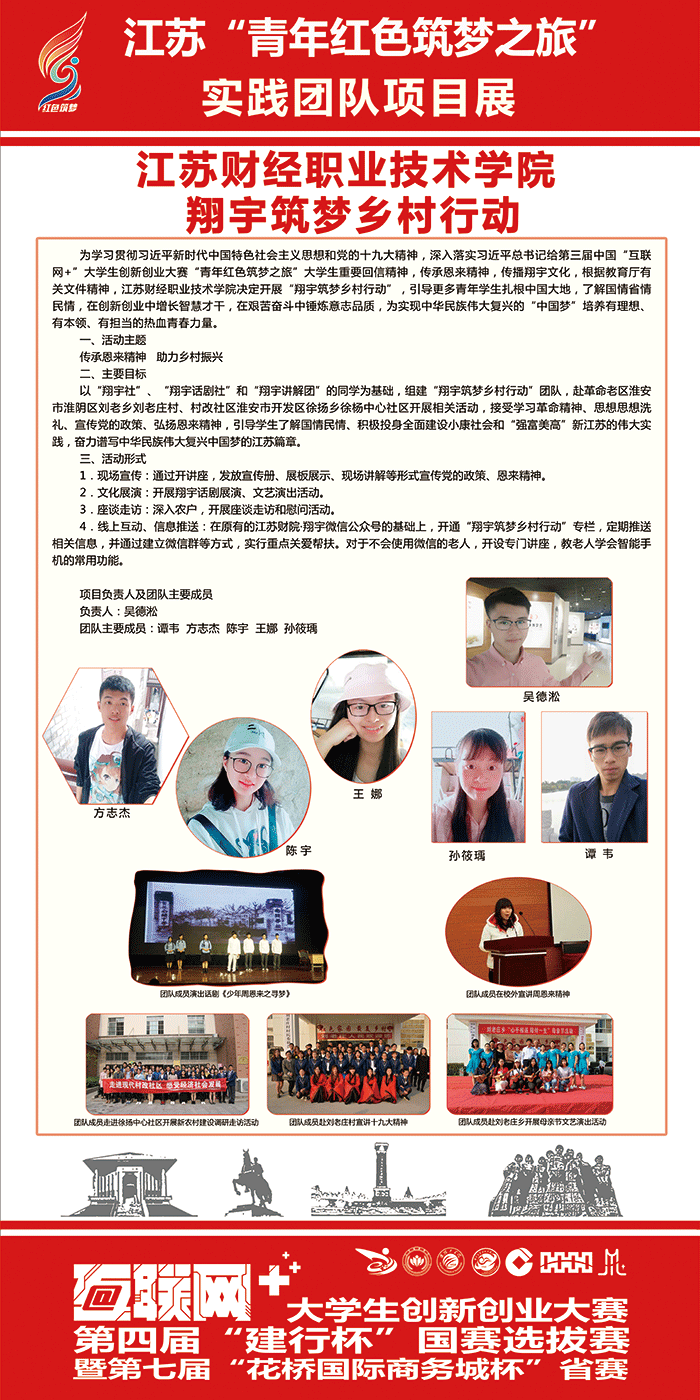 红色筑梦
江苏“青年红色筑梦之旅”
实践团队项目展
江苏财经职业技术学院
翔宇筑梦乡村行动
为学习贯彻习近平新时代中国特色社会主义思想和党的十九大精神，深入落实习近平总书记给第三届中国“互联
网+”大学生创新创业大赛“青年红色筑梦之旅”大学生重要回信精神，传承恩来精神，传播翔宇文化，根据教育厅有
关文件精神，江苏财经职业技术学院决定开展“翔宇筑梦乡村行动”，引导更多青年学生扎根中国大地，了解国情省情
民情，在创新创业中增长智慧才干，在艰苦奋斗中锤炼意志品质，为实现中华民族伟大复兴的“中国梦”培养有理想、
有本领、有担当的热血青春力量。
一、活动主题
传承恩来精神 助力乡村振兴
二、主要目标
以“翔宇社”、“翔宇话剧社”和“翔宇讲解团”的同学为基础，组建“翔宇筑梦乡村行动”团队，赴革命老区淮安
市淮阴区刘老乡刘老庄村、村改社区淮安市开发区徐扬乡徐杨中心社区开展相关活动，接受学习革命精神、思想思想洗
礼、宣传党的政策、弘扬恩来精神，引导学生了解国情民情、积极投身全面建设小康社会和“强富美高”新江苏的伟大实
践，奋力谱写中华民族伟大复兴中国梦的江苏篇章。
三、活动形式
1．现场宣传：通过开讲座，发放宣传册、展板展示、现场讲解等形式宣传党的政策、恩来精神。
2．文化展演：开展翔宇话剧展演、文艺演出活动。
3．座谈走访：深入农户，开展座谈走访和慰问活动。
4．线上互动、信息推送：在原有的江苏财院·翔宇微信公众号的基础上，开通“翔宇筑梦乡村行动”专栏，定期推送
相关信息，并通过建立微信群等方式，实行重点关爱帮扶。对于不会使用微信的老人，开设专门讲座，教老人学会智能手
机的常用功能。
项目负责人及团队主要成员
负责人：吴德淞
团队主要成员：谭韦 方志杰 陈宇 王娜 孙筱瑀
吴德淞
方志杰
陈宇
王 娜
孙筱瑀
谭 韦
团队成员演出话剧《少年周恩来之寻梦》
团队成员在校外宣讲周恩来精神
走进现代村改社区 感受经济社会发展
团队成员走进徐扬中心社区开展新农村建设调研走访活动
团队成员赴刘老庄村宣讲十九大精神
团队成员赴刘老庄乡开展母亲节文艺演出活动
互联网+
大学生创新创业大赛
第四届“建行杯”国赛选拔赛
暨第七届“花桥国际商务城杯”省赛